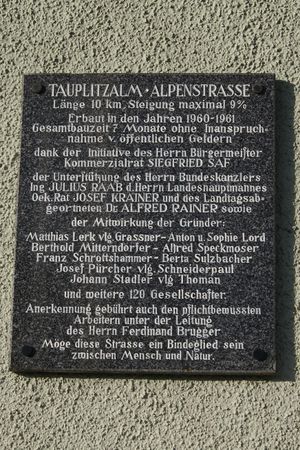 TAUPLITZALM · ALPENSTRASSE
Länge 10 km, Steigung maximal 9%
Erbaut in den Jahren 1960-1961
Gesamtbauzeit 7 Monate ohne Inanspruch-
nahme v. öffentlichen Geldern
dank der Initiative des Herrn Bürgermeister
Kommerzialrat SIEGFRIED SAF
der Unterstützung des Herrn Bundeskanzlers
Ing JULIUS RAAB d. Herrn Landeshauptmannes
Oek. Rat JOSEF KRAINER und des Landtagsab-
geordneten Dr. ALFRED RAINER sowie
der Mitwirkung der Gründer:
Matthias Lerk vlg Grassner - Anton u. Sophie Lord
Berthold Mitterndorfer - Alfred Speckmoser
Franz Schrottshammer - Berta Sulzbacher
Josef Pürcher vlg Schneiderpaul
Johann Stadler vlg Thoman
und weitere 120 Gesellschafter.
Anerkennung gebührt auch den pflichtbewussten
Arbeitern unter der Leitung
des Herrn Ferdinand Brugger
Möge diese Strasse ein Bindeglied sein
zwischen Mensch und Natur.